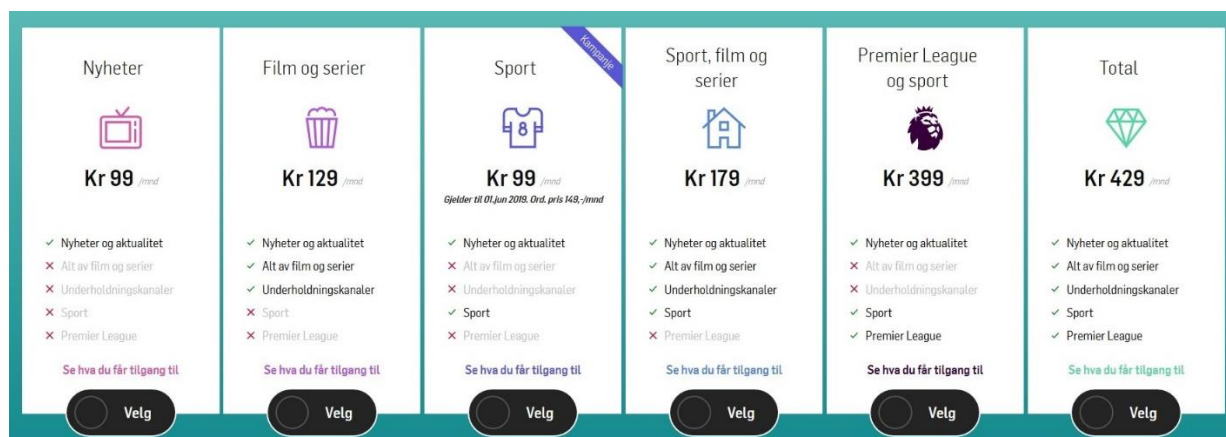 Nyheter
Kr 99 /mnd
Nyheter og aktualitet
Alt av film og serier
Underholdningskanaler
Sport
Premier League
Se hva du får tilgang til
Velg
Film og serier
Kr 129 /mnd
Nyheter og aktualitet
Alt av film og serier
Underholdningskanaler
Sport
Premier League
Se hva du får tilgang til
Velg
Kampanje
Sport
8
Kr 99 /mnd
Gjelder til 01.jun 2019. Ord. pris 149,-/mnd
Nyheter og aktualitet
Alt av film og serier
Underholdningskanaler
Sport
Premier League
Se hva du får tilgang til
Velg
Sport, film og
serier
Kr 179 /mnd
Nyheter og aktualitet
Alt av film og serier
Underholdningskanaler
Sport
Premier League
Se hva du får tilgang til
Velg
Premier League
og sport
Kr 399 /mnd
Nyheter og aktualitet
Alt av film og serier
Underholdningskanaler
Sport
Premier League
Se hva du får tilgang til
Velg
Total
Kr 429 /mnd
Nyheter og aktualitet
Alt av film og serier
Underholdningskanaler
Sport
Premier League
Se hva du får tilgang til
Velg